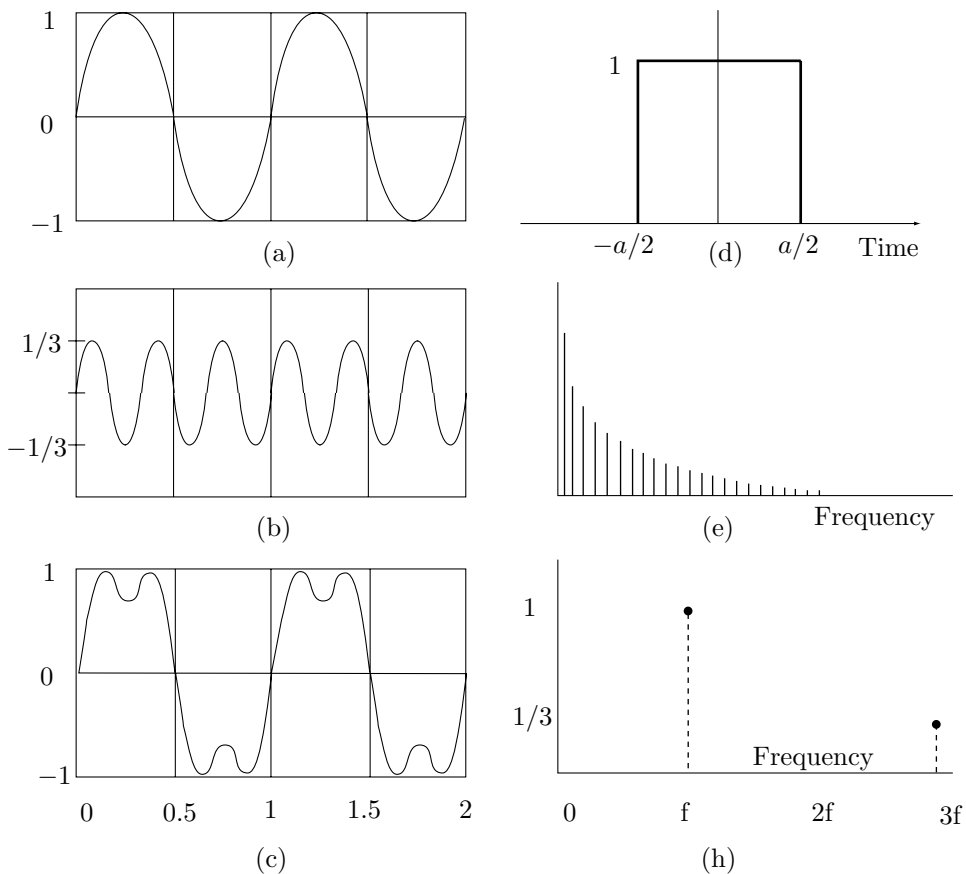 1
0
−1
(a)
1/3
−1/3
(b)
1
0
−1
0 0.5 1 1.5 2
(c)
1
−a/2 a/2 Time
(d)
Frequency
(e)
1
1/3
Frequency
0 f 2f 3f
(h)